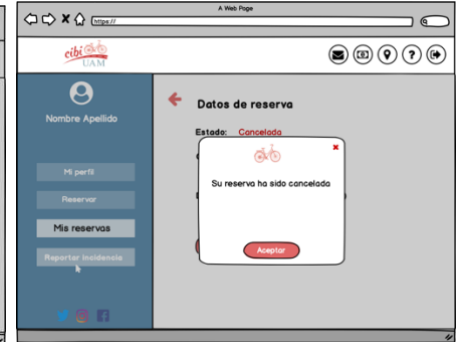 A Web Page
https://
cibi
UAM
?
Nombre Apellido
Mi perfil
Reservar
Mis reservas
Reportar Incidencia
Datos de reserva
Estado: Cancelada
Su reserva ha sido cancelada
Aceptar